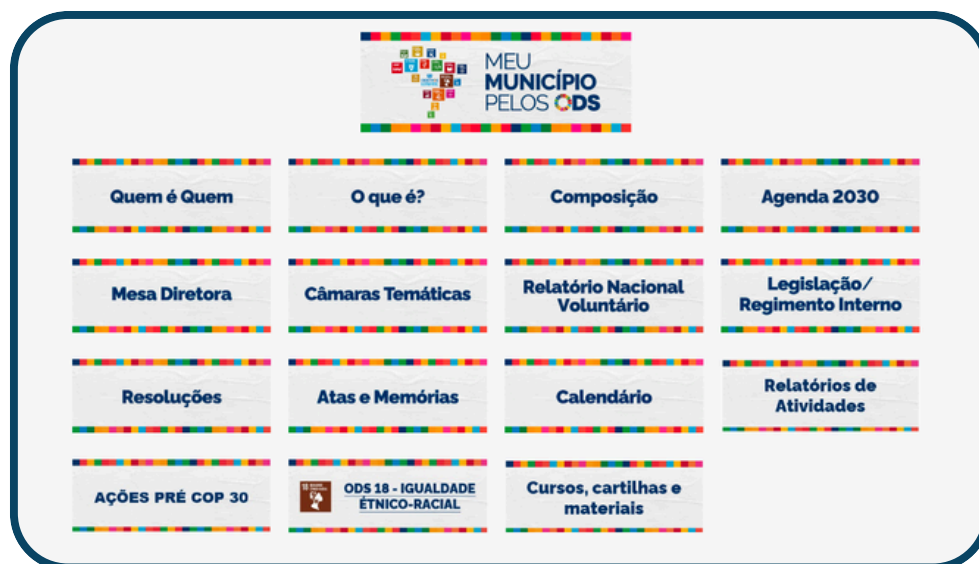 MEU
MUNICÍPIO
PELOS ODS
Quem é Quem
O que é?
Composição
Agenda 2030
Mesa Diretora
Câmaras Temáticas
Relatório Nacional
Voluntário
Legislação/
Regimento Interno
Resoluções
Atas e Memórias
Calendário
Relatórios de
Atividades
AÇÕES PRÉ COP 30
ODS 18 - IGUALDADE
ÉTNICO-RACIAL
Cursos, cartilhas e
materiais